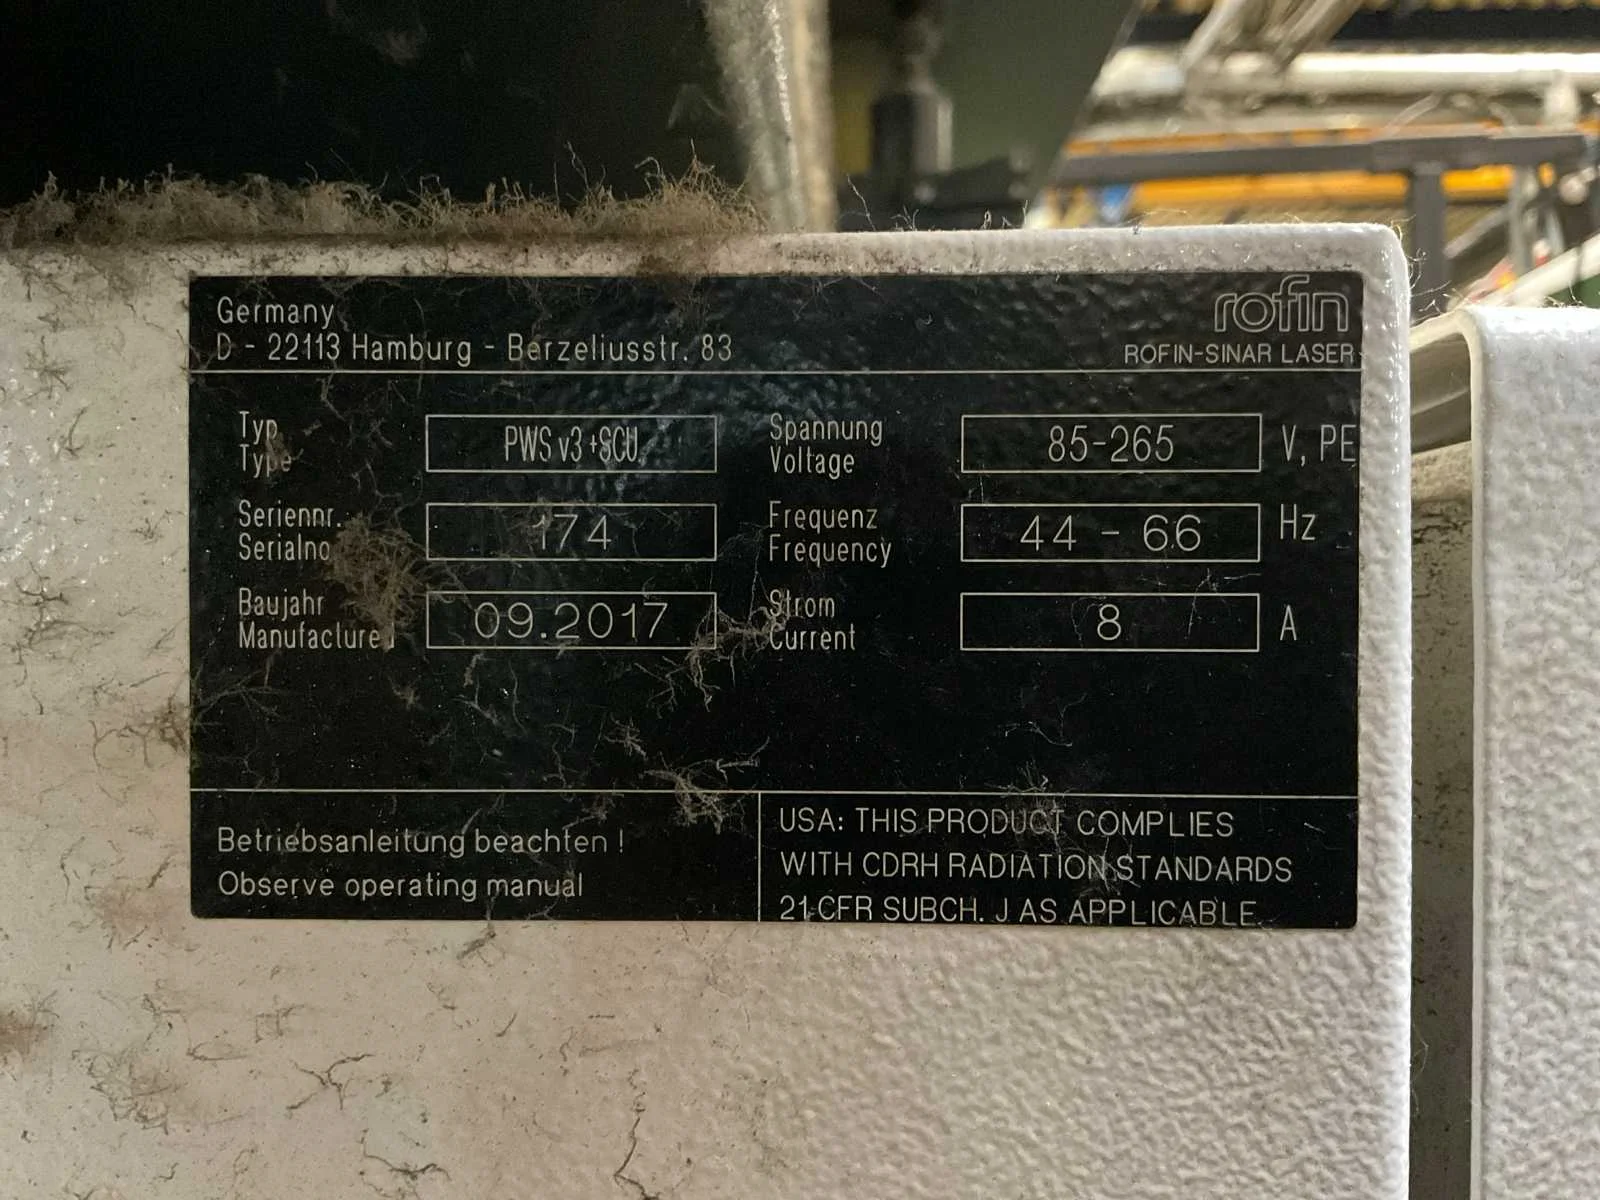 Germany
D - 22113 Hamburg - Berzeliusstr. 83
rofin
ROFIN-SINAR LASER
Typ
Type
PWS v3 +SCU
Spannung
Voltage
85-265
V, PE
Seriennr.
Serialno
174
Frequenz
Frequency
44 - 66
Hz
Baujahr
Manufactured
09.2017
Strom
Current
8
A
Betriebsanleitung beachten !
Observe operating manual
USA: THIS PRODUCT COMPLIES
WITH CDRH RADIATION STANDARDS
21 CFR SUBCH. J AS APPLICABLE.